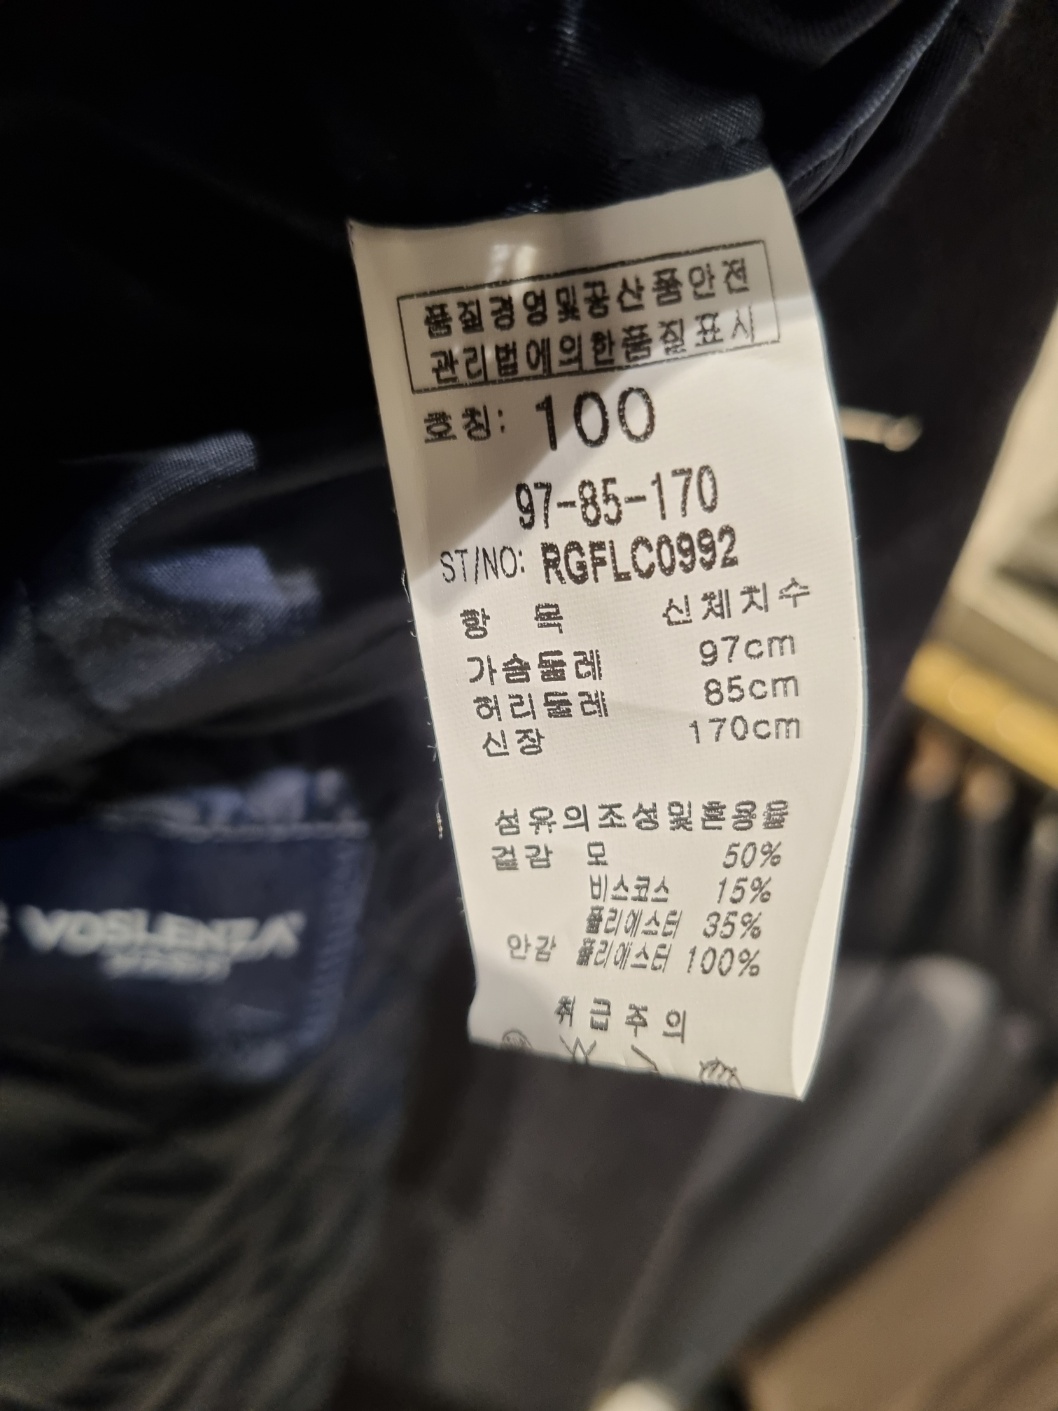 품질경영및공산품안전
관리법에의한품질표시
호칭: 100
97-85-170
ST/NO: RGFLC0992
항 목 신체치수
가슴둘레 97cm
허리둘레 85cm
신장 170cm
섬유의조성및혼용율
겉감 모 50%
비스코스 15%
폴리에스터 35%
안감 폴리에스터 100%
취급주의
VOSLENZA